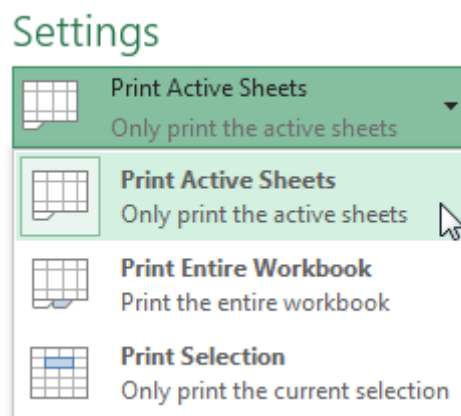 Settings
Print Active Sheets
Only print the active sheets
Print Active Sheets
Only print the active sheets
Print Entire Workbook
Print the entire workbook
Print Selection
Only print the current selection